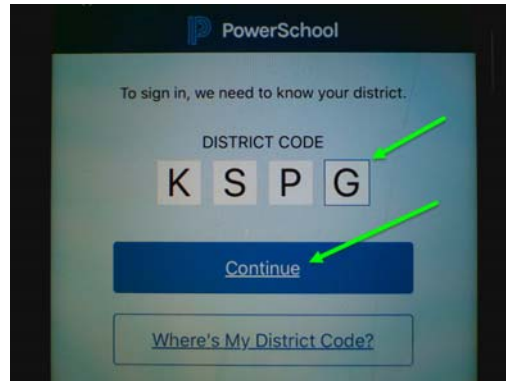 PowerSchool
To sign in, we need to know your district.
DISTRICT CODE
K S P G
Continue
Where's My District Code?